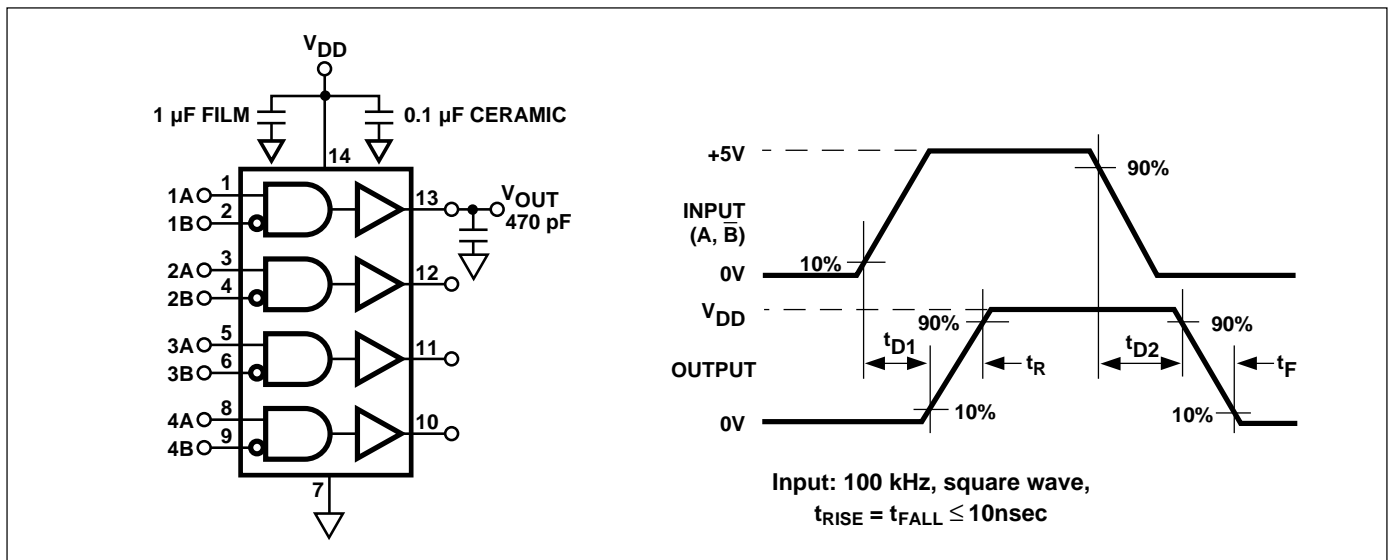 VDD
1 µF FILM
0.1 µF CERAMIC
14
1A
1
13
VOUT
1B
2
470 pF
2A
3
12
2B
4
3A
5
11
3B
6
4A
8
10
4B
9
7
+5V
90%
INPUT
(A, B̅)
10%
0V
VDD
90%
90%
tD1
tR
tD2
tF
OUTPUT
10%
10%
0V
Input: 100 kHz, square wave,
tRISE = tFALL ≤ 10nsec